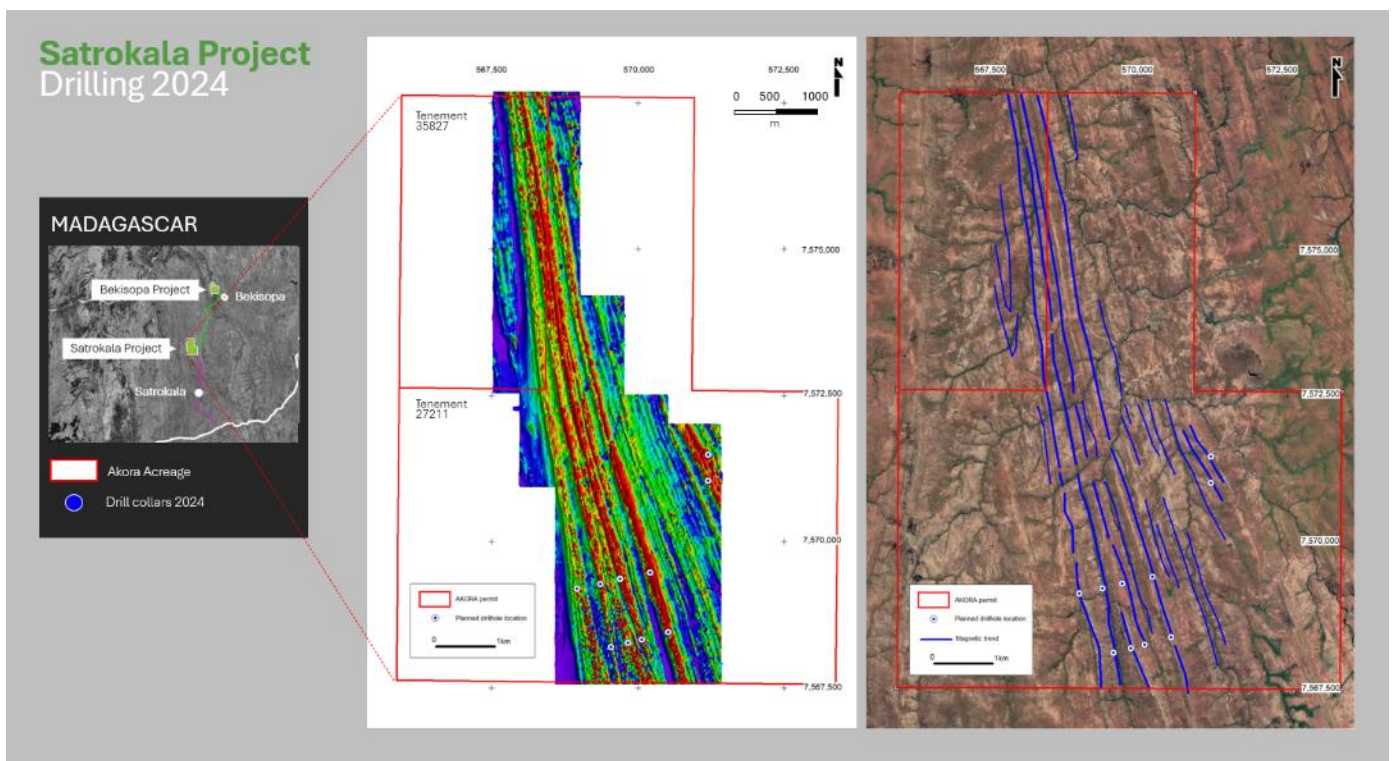 Satrokala Project
Drilling 2024
MADAGASCAR
Bekisopa Project
Bekisopa
Satrokala Project
Satrokala
Akora Acreage
Drill collars 2024
567,500
570,000
572,500
N
0 500 1000
m
Tenement
35827
7,575,000
7,572,500
Tenement
27211
7,570,000
AKORA permit
Planned drillhole location
0 1km
7,567,500
567,500
570,000
572,500
N
7,575,000
7,572,500
7,570,000
AKORA permit
Planned drillhole location
Magnetic trend
0 1km
7,567,500